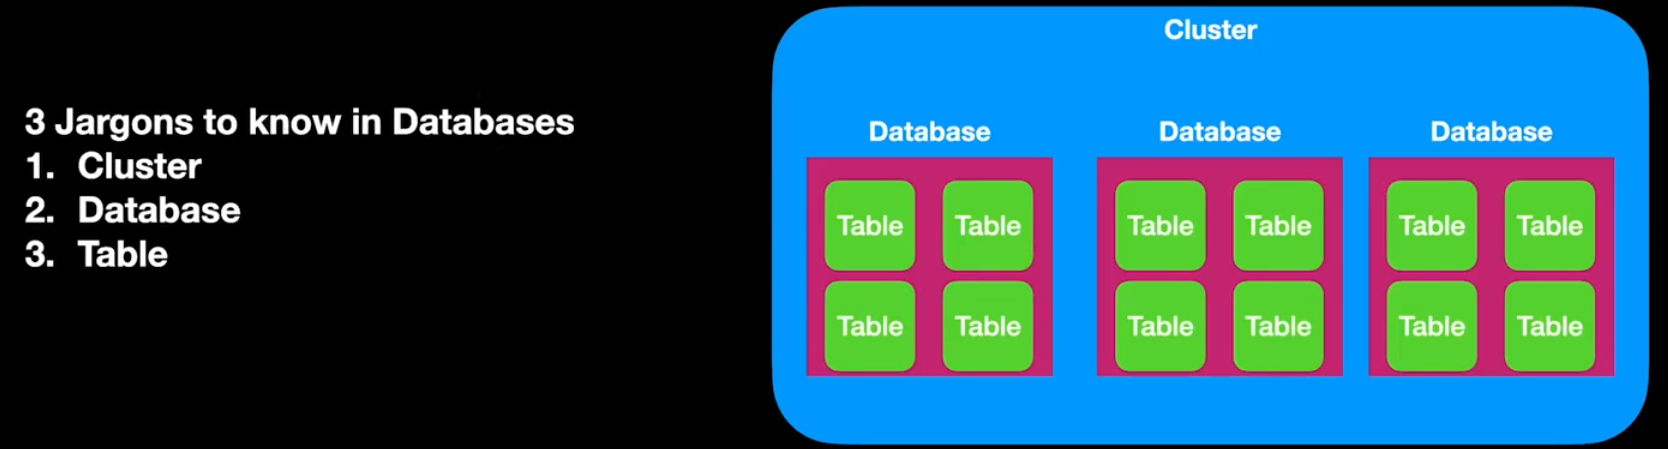 3 Jargons to know in Databases
1. Cluster
2. Database
3. Table
Cluster
Database Database Database
Table Table Table Table Table Table
Table Table Table Table Table Table